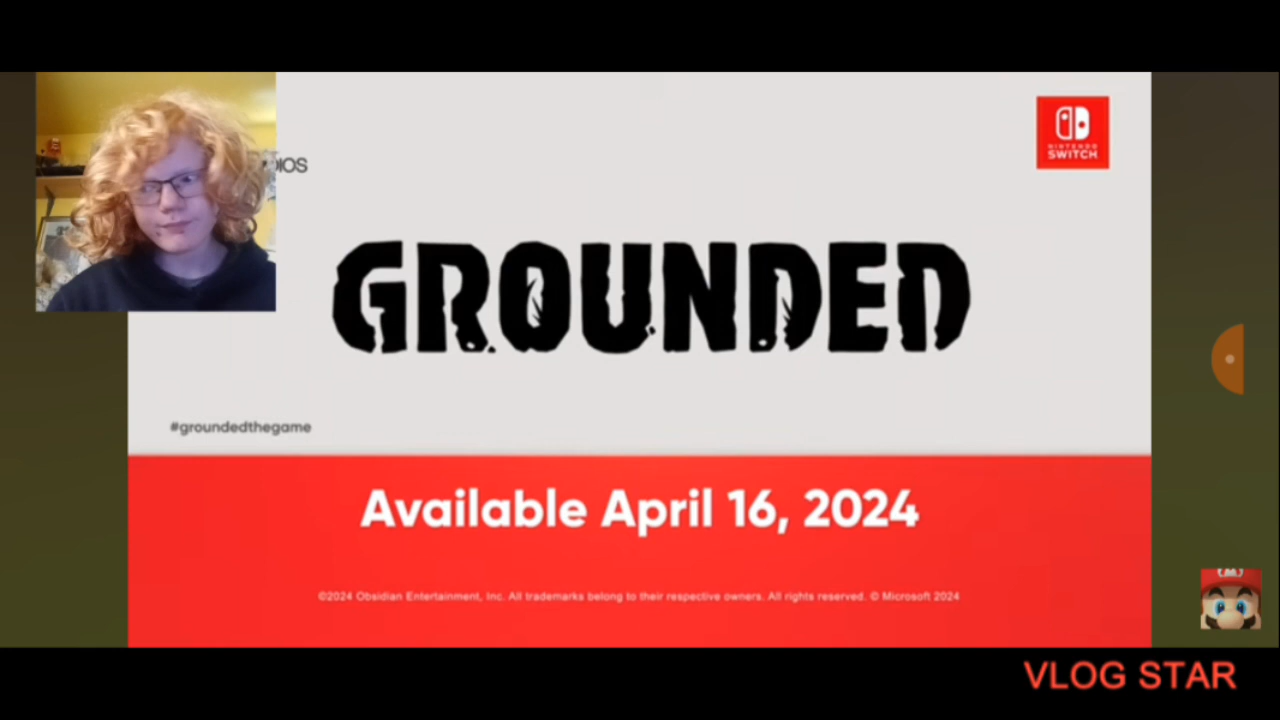 DIOS
NINTENDO
SWITCH
GROUNDED
#groundedthegame
Available April 16, 2024
©2024 Obsidian Entertainment, Inc. All trademarks belong to their respective owners. All rights reserved. © Microsoft 2024
M
VLOG STAR